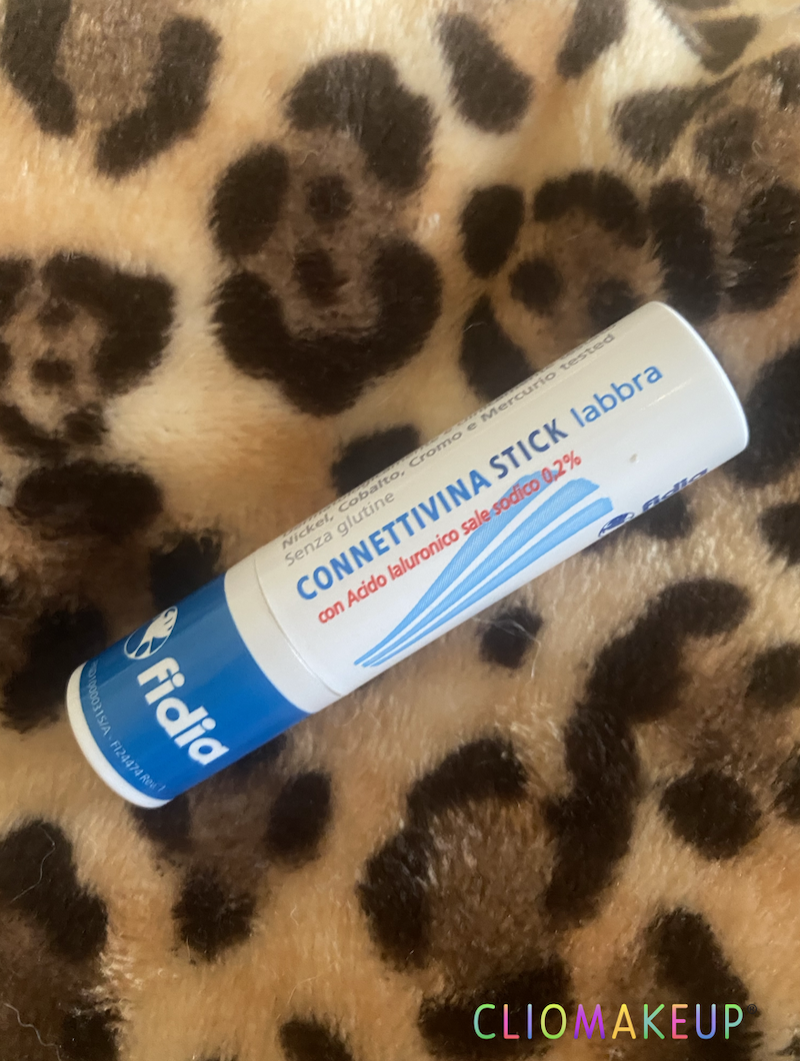 Nickel, Cobalto, Cromo e Mercurio tested
Senza glutine
CONNETTIVINA STICK labbra
con Acido Ialuronico sale sodico 0,2%
fidia
fidia
CLIOMAKEUP